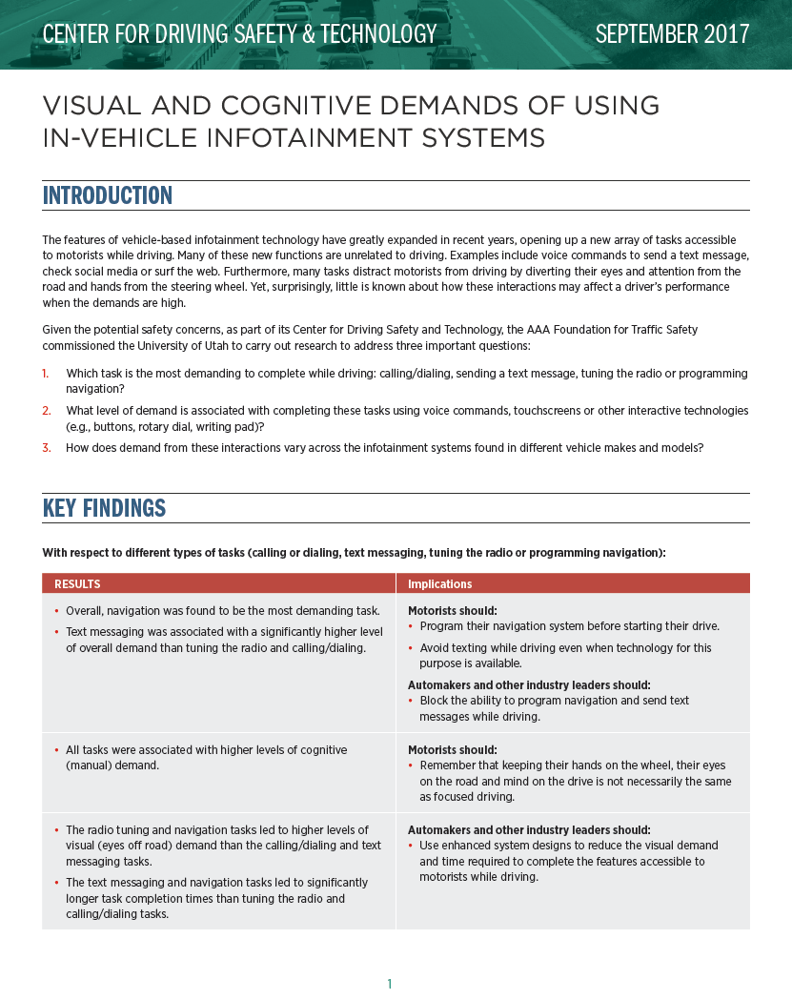 CENTER FOR DRIVING SAFETY & TECHNOLOGY SEPTEMBER 2017
VISUAL AND COGNITIVE DEMANDS OF USING
IN-VEHICLE INFOTAINMENT SYSTEMS
INTRODUCTION
The features of vehicle-based infotainment technology have greatly expanded in recent years, opening up a new array of tasks accessible
to motorists while driving. Many of these new functions are unrelated to driving. Examples include voice commands to send a text message,
check social media or surf the web. Furthermore, many tasks distract motorists from driving by diverting their eyes and attention from the
road and hands from the steering wheel. Yet, surprisingly, little is known about how these interactions may affect a driver's performance
when the demands are high.
Given the potential safety concerns, as part of its Center for Driving Safety and Technology, the AAA Foundation for Traffic Safety
commissioned the University of Utah to carry out research to address three important questions:
1. Which task is the most demanding to complete while driving: calling/dialing, sending a text message, tuning the radio or programming
navigation?
2. What level of demand is associated with completing these tasks using voice commands, touchscreens or other interactive technologies
(e.g., buttons, rotary dial, writing pad)?
3. How does demand from these interactions vary across the infotainment systems found in different vehicle makes and models?
KEY FINDINGS
With respect to different types of tasks (calling or dialing, text messaging, tuning the radio or programming navigation):
RESULTS
Implications
• Overall, navigation was found to be the most demanding task.
• Text messaging was associated with a significantly higher level
of overall demand than tuning the radio and calling/dialing.
Motorists should:
• Program their navigation system before starting their drive.
• Avoid texting while driving even when technology for this
purpose is available.
Automakers and other industry leaders should:
• Block the ability to program navigation and send text
messages while driving.
• All tasks were associated with higher levels of cognitive
(manual) demand.
Motorists should:
• Remember that keeping their hands on the wheel, their eyes
on the road and mind on the drive is not necessarily the same
as focused driving.
• The radio tuning and navigation tasks led to higher levels of
visual (eyes off road) demand than the calling/dialing and text
messaging tasks.
• The text messaging and navigation tasks led to significantly
longer task completion times than tuning the radio and
calling/dialing tasks.
Automakers and other industry leaders should:
• Use enhanced system designs to reduce the visual demand
and time required to complete the features accessible to
motorists while driving.
1